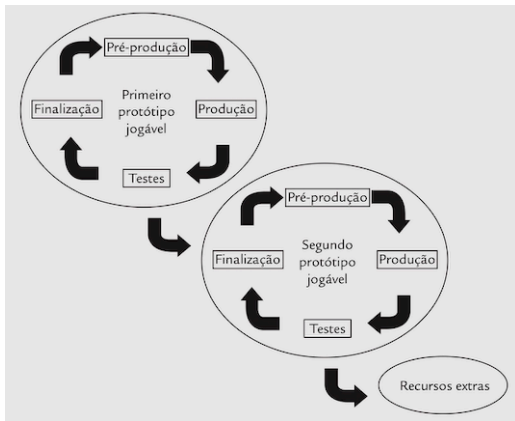 Pré-produção
Finalização
Primeiro
protótipo
jogável
Produção
Testes
Pré-produção
Finalização
Segundo
protótipo
jogável
Produção
Testes
Recursos extras